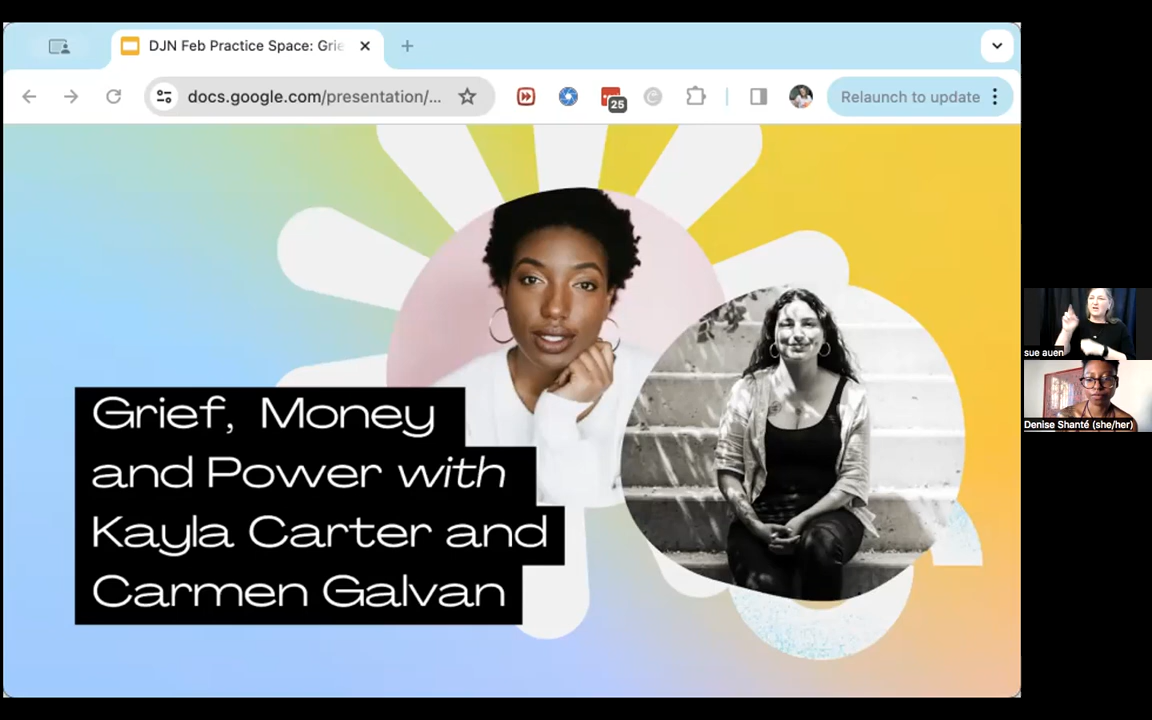 DJN Feb Practice Space: Grie
docs.google.com/presentation/...
25
Relaunch to update
Grief, Money
and Power with
Kayla Carter and
Carmen Galvan
sue auen
Denise Shanté (she/her)